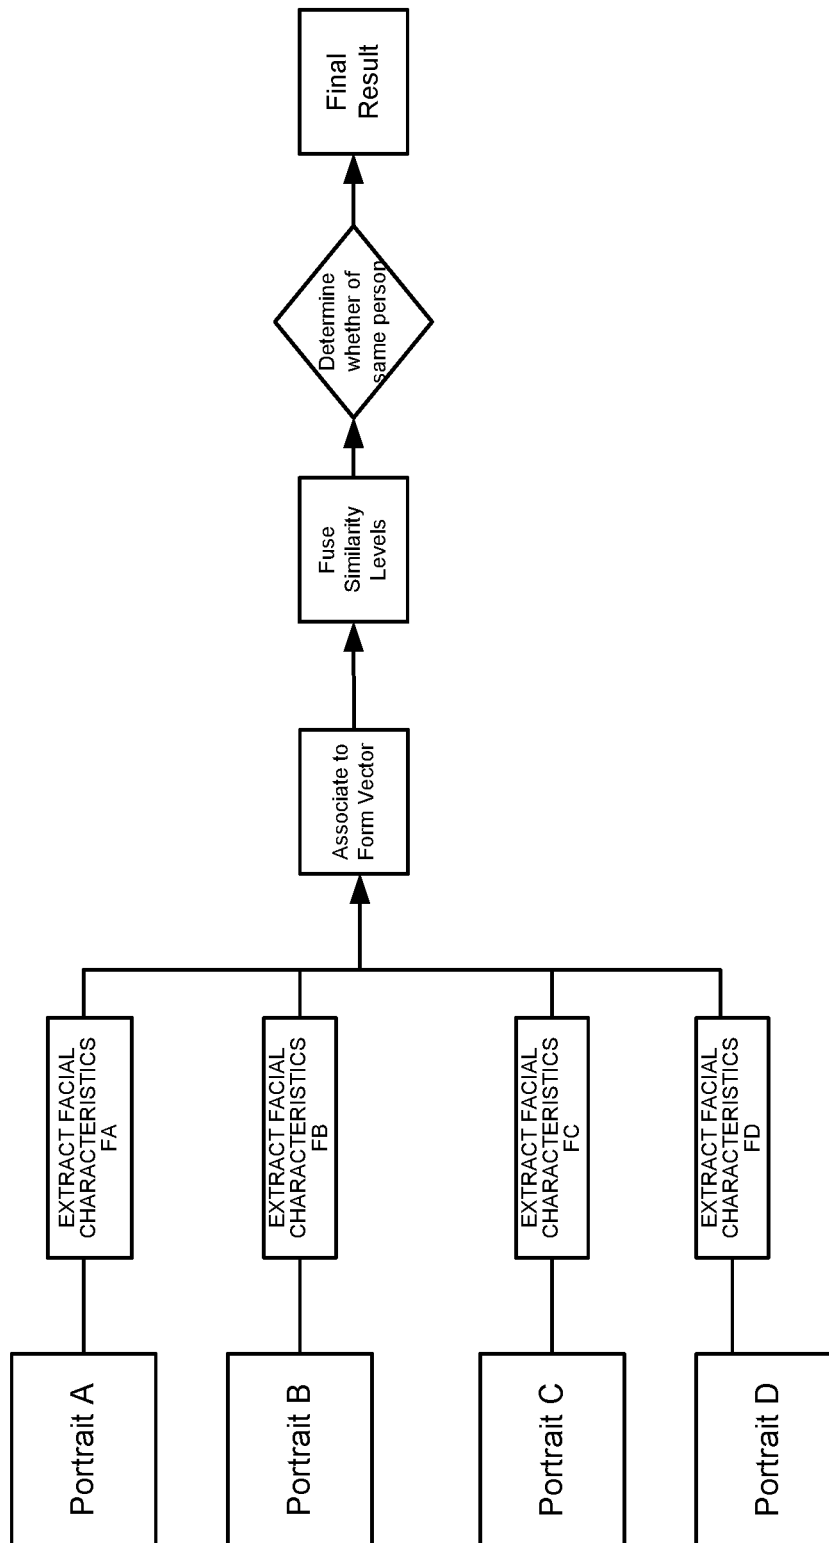 Portrait A
EXTRACT FACIAL
CHARACTERISTICS
FA
Portrait B
EXTRACT FACIAL
CHARACTERISTICS
FB
Portrait C
EXTRACT FACIAL
CHARACTERISTICS
FC
Portrait D
EXTRACT FACIAL
CHARACTERISTICS
FD
Associate to
Form Vector
Fuse
Similarity
Levels
Determine
whether of
same person
Final
Result